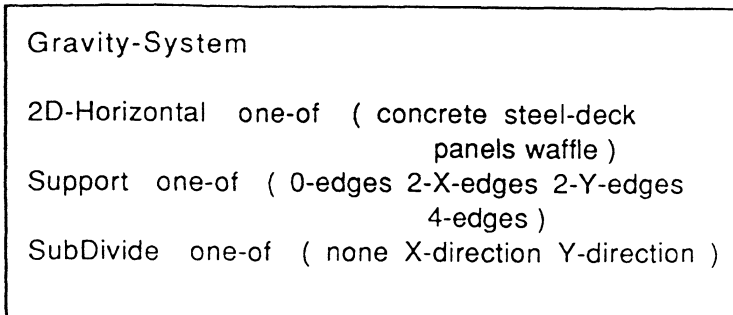 Gravity-System
2D-Horizontal one-of ( concrete steel-deck
panels waffle )
Support one-of ( 0-edges 2-X-edges 2-Y-edges
4-edges )
SubDivide one-of ( none X-direction Y-direction )